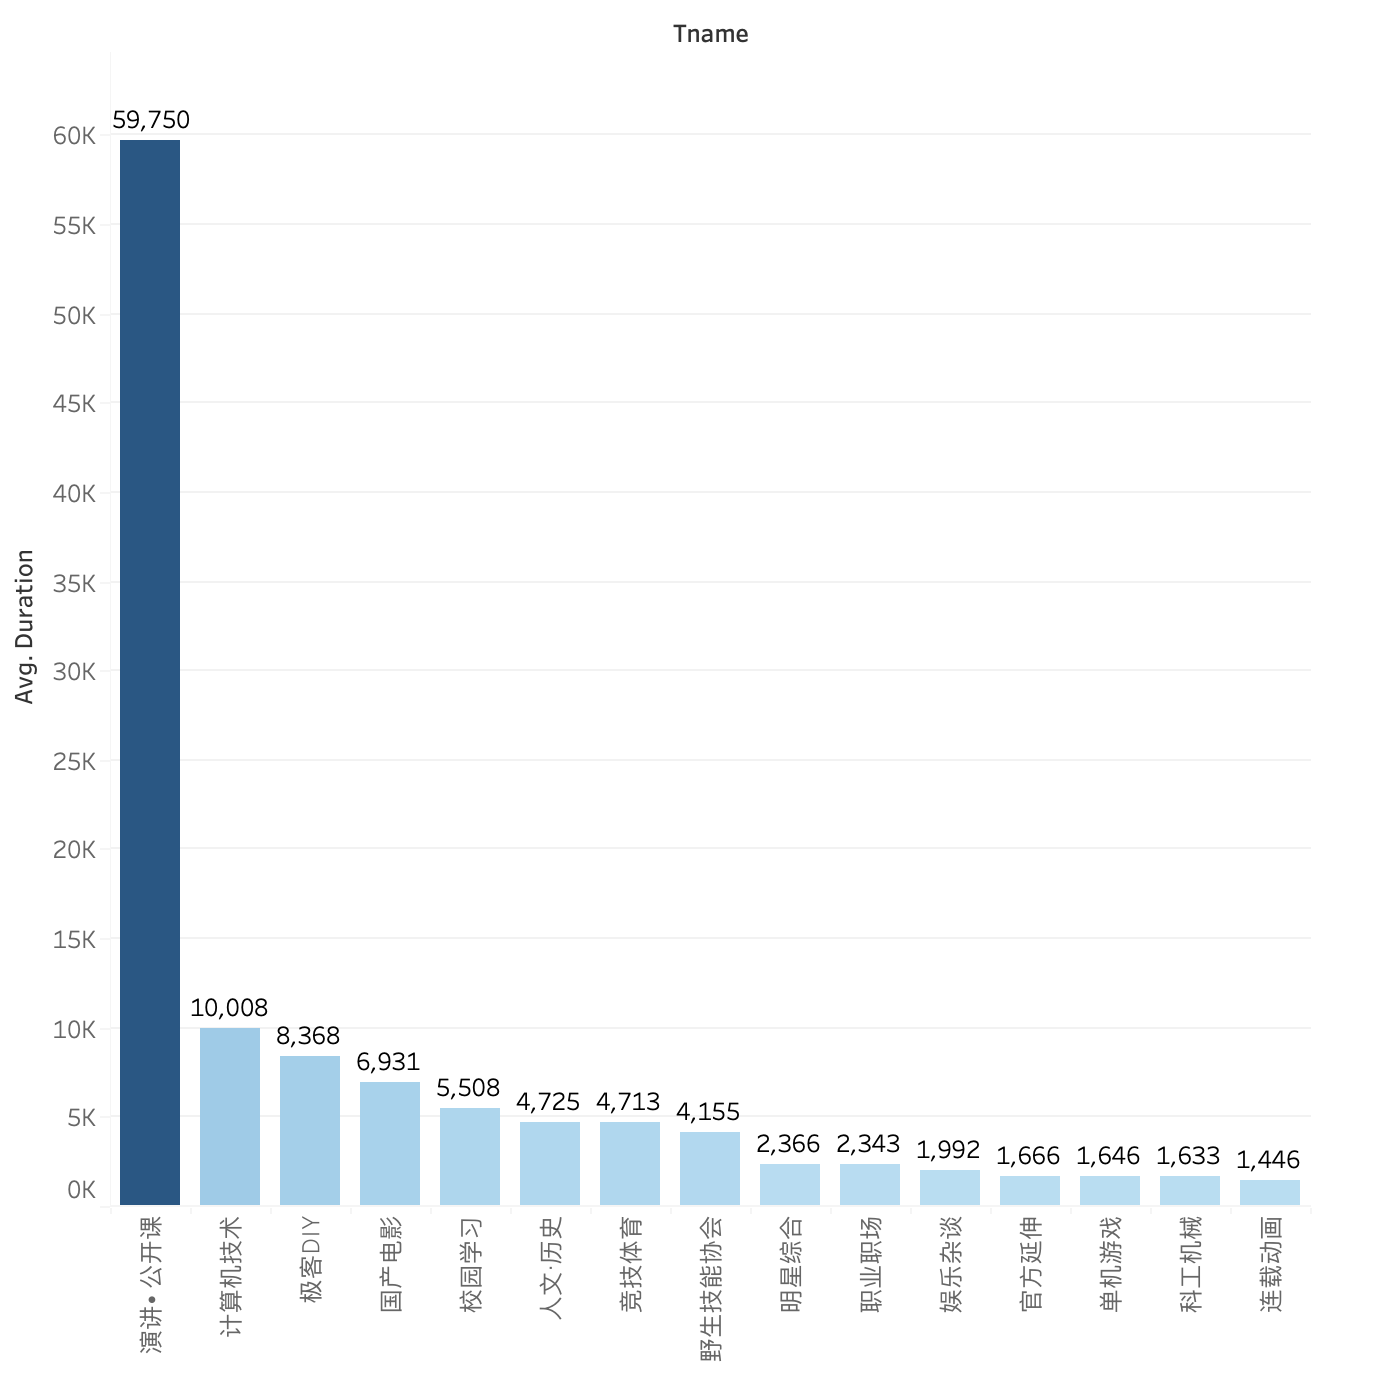 Tname
Avg. Duration
60K
55K
50K
45K
40K
35K
30K
25K
20K
15K
10K
5K
0K
59,750
10,008
8,368
6,931
5,508
4,725
4,713
4,155
2,366
2,343
1,992
1,666
1,646
1,633
1,446
演讲• 公开课
计算机技术
极客DIY
国产电影
校园学习
人文·历史
竞技体育
野生技能协会
明星综合
职业职场
娱乐杂谈
官方延伸
单机游戏
科工机械
连载动画